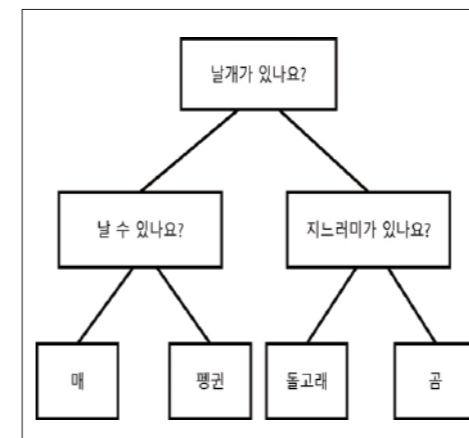 날개가 있나요?
날 수 있나요?
지느러미가 있나요?
매
펭귄
돌고래
곰